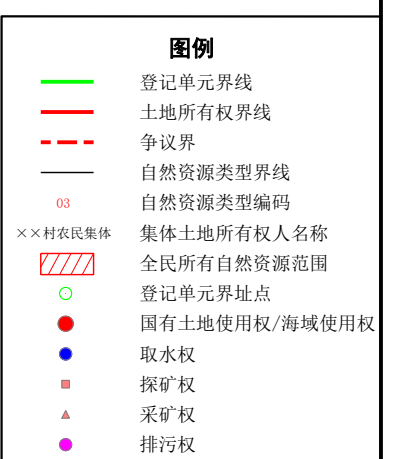 图例
登记单元界线
土地所有权界线
争议界
自然资源类型界线
03 自然资源类型编码
××村农民集体 集体土地所有权人名称
全民所有自然资源范围
登记单元界址点
国有土地使用权/海域使用权
取水权
探矿权
采矿权
排污权